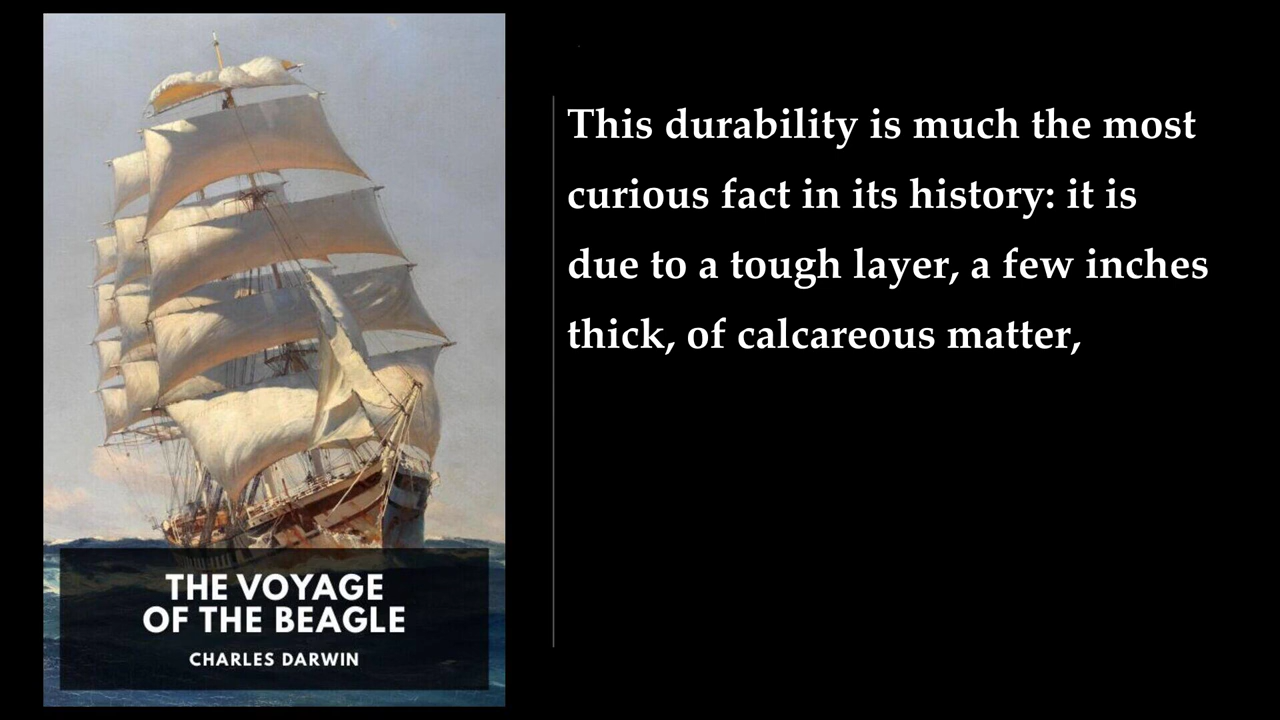 This durability is much the most
curious fact in its history: it is
due to a tough layer, a few inches
thick, of calcareous matter,
THE VOYAGE
OF THE BEAGLE
CHARLES DARWIN